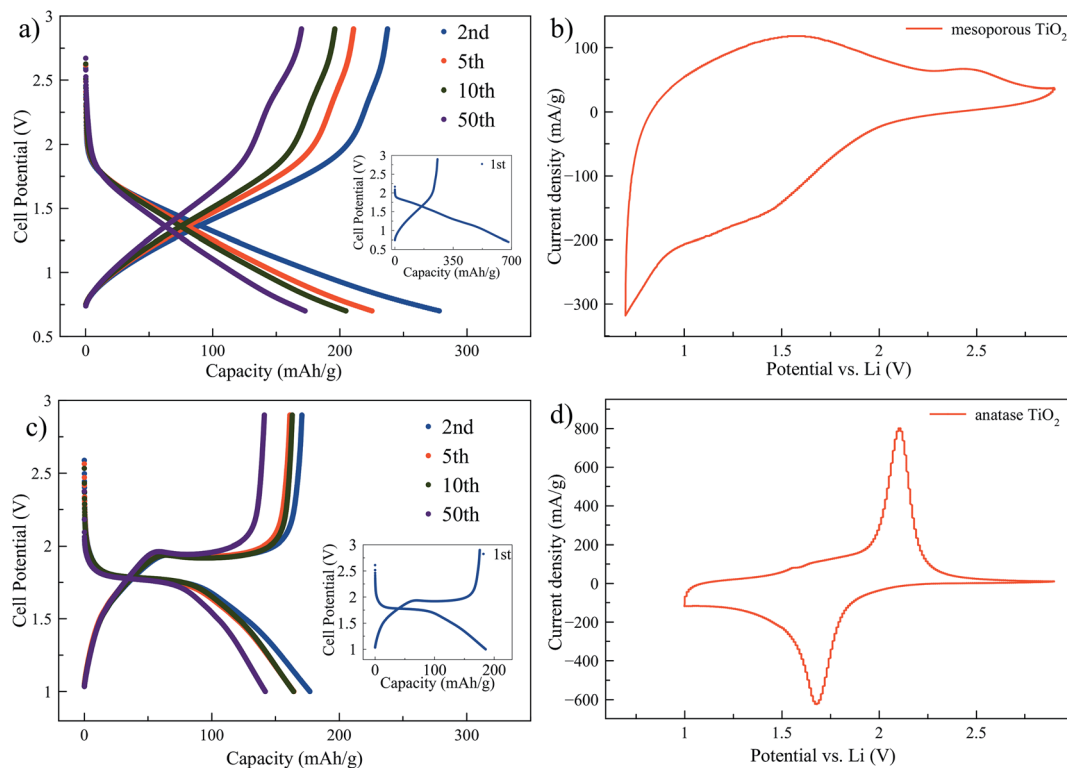 a)
2nd
5th
10th
50th
Cell Potential (V)
3
2.5
2
1.5
1
0.5
0
100
200
300
Capacity (mAh/g)
1st
Cell Potential (V)
3
2.5
2
1.5
1
0.5
0
350
700
Capacity (mAh/g)
b)
mesoporous TiO₂
Current density (mA/g)
100
0
−100
−200
−300
1
1.5
2
2.5
Potential vs. Li (V)
c)
2nd
5th
10th
50th
Cell Potential (V)
3
2.5
2
1.5
1
0
100
200
300
Capacity (mAh/g)
1st
Cell Potential (V)
3
2.5
2
1.5
1
0
100
200
Capacity (mAh/g)
d)
anatase TiO₂
Current density (mA/g)
800
600
400
200
0
−200
−400
−600
1
1.5
2
2.5
Potential vs. Li (V)